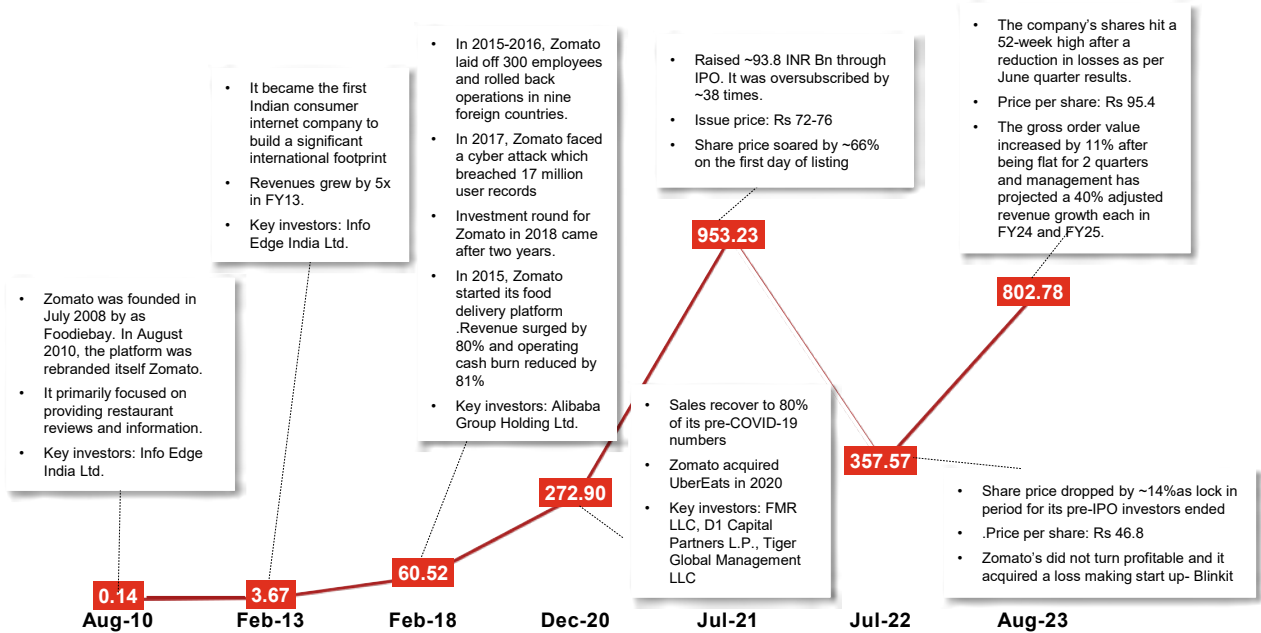 • Zomato was founded in
July 2008 by as
Foodiebay. In August
2010, the platform was
rebranded itself Zomato.
• It primarily focused on
providing restaurant
reviews and information.
• Key investors: Info Edge
India Ltd.
• It became the first
Indian consumer
internet company to
build a significant
international footprint
• Revenues grew by 5x
in FY13.
• Key investors: Info
Edge India Ltd.
• In 2015-2016, Zomato
laid off 300 employees
and rolled back
operations in nine
foreign countries.
• In 2017, Zomato faced
a cyber attack which
breached 17 million
user records
• Investment round for
Zomato in 2018 came
after two years.
• In 2015, Zomato
started its food
delivery platform
.Revenue surged by
80% and operating
cash burn reduced by
81%
• Key investors: Alibaba
Group Holding Ltd.
• Sales recover to 80%
of its pre-COVID-19
numbers
• Zomato acquired
UberEats in 2020
• Key investors: FMR
LLC, D1 Capital
Partners L.P., Tiger
Global Management
LLC
• Raised ~93.8 INR Bn through
IPO. It was oversubscribed by
~38 times.
• Issue price: Rs 72-76
• Share price soared by ~66%
on the first day of listing
• Share price dropped by ~14%as lock in
period for its pre-IPO investors ended
• .Price per share: Rs 46.8
• Zomato's did not turn profitable and it
acquired a loss making start up- Blinkit
• The company's shares hit a
52-week high after a
reduction in losses as per
June quarter results.
• Price per share: Rs 95.4
• The gross order value
increased by 11% after
being flat for 2 quarters
and management has
projected a 40% adjusted
revenue growth each in
FY24 and FY25.
0.14
3.67
60.52
272.90
953.23
357.57
802.78
Aug-10
Feb-13
Feb-18
Dec-20
Jul-21
Jul-22
Aug-23